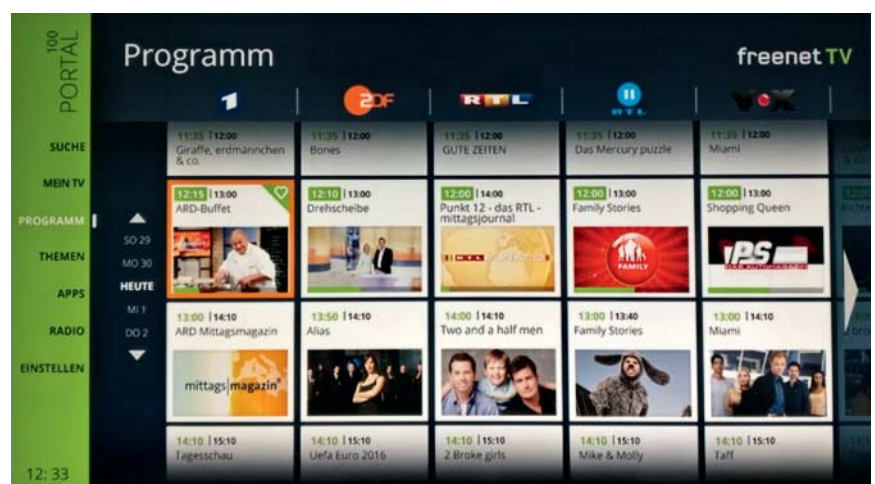 100
PORTAL
Programm
freenet TV
1
ZDF
RTL
II
RTL
VOX
SUCHE
MEIN TV
PROGRAMM
THEMEN
APPS
RADIO
EINSTELLEN
12:33
SO 29
MO 30
HEUTE
MI 1
DO 2
11:35 | 12:00
Giraffe, erdmännchen
& co.
11:35 | 12:00
Bones
11:35 | 12:00
GUTE ZEITEN
11:35 | 12:00
Das Mercury puzzle
11:35 | 12:00
Miami
12:15 | 13:00
ARD-Buffet
12:10 | 13:00
Drehscheibe
12:00 | 14:00
Punkt 12 - das RTL -
mittagsjournal
12:00 | 13:00
Family Stories
FAMILY
12:00 | 13:00
Shopping Queen
PS
DAS AUTOMAGAZIN
13:00 | 14:10
ARD Mittagsmagazin
mittags|magazin
13:50 | 14:10
Alias
14:00 | 14:10
Two and a half men
13:00 | 13:40
Family Stories
13:00 | 14:10
Miami
14:10 | 15:10
Tagesschau
14:10 | 15:10
Uefa Euro 2016
14:10 | 15:10
2 Broke girls
14:10 | 15:10
Mike & Molly
14:10 | 15:10
Taff